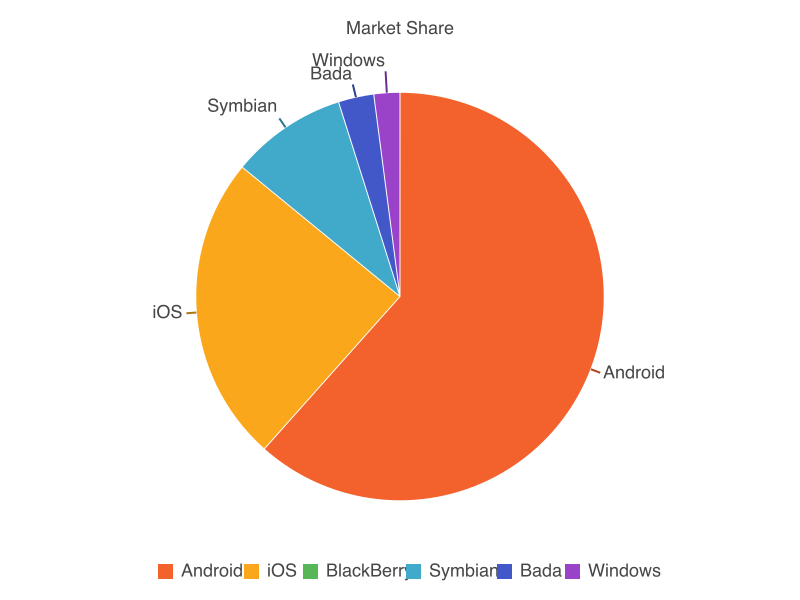 Market Share
Windows
Bada
Symbian
iOS
Android
Android iOS BlackBerry Symbian Bada Windows